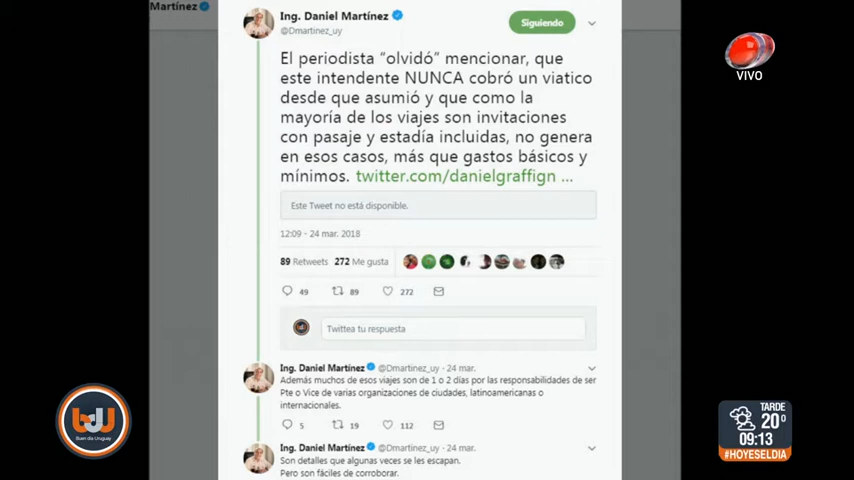 Martínez
Ing. Daniel Martínez
@Dmartinez_uy
Siguiendo
El periodista “olvidó” mencionar, que
este intendente NUNCA cobró un viatico
desde que asumió y que como la
mayoría de los viajes son invitaciones
con pasaje y estadía incluidas, no genera
en esos casos, más que gastos básicos y
mínimos. twitter.com/danielgraffign ...
Este Tweet no está disponible.
12:09 - 24 mar. 2018
89 Retweets 272 Me gusta
49 89 272
Twittea tu respuesta
Ing. Daniel Martínez @Dmartinez_uy · 24 mar.
Además muchos de esos viajes son de 1 o 2 días por las responsabilidades de ser
Pte o Vice de varias organizaciones de ciudades, latinoamericanas o
internacionales.
5 19 112
Ing. Daniel Martínez @Dmartinez_uy · 24 mar.
Son detalles que algunas veces se les escapan.
Pero son fáciles de corroborar.
VIVO
bdU
Buen día Uruguay
TARDE
20º
09:13
#HOYESELDIA